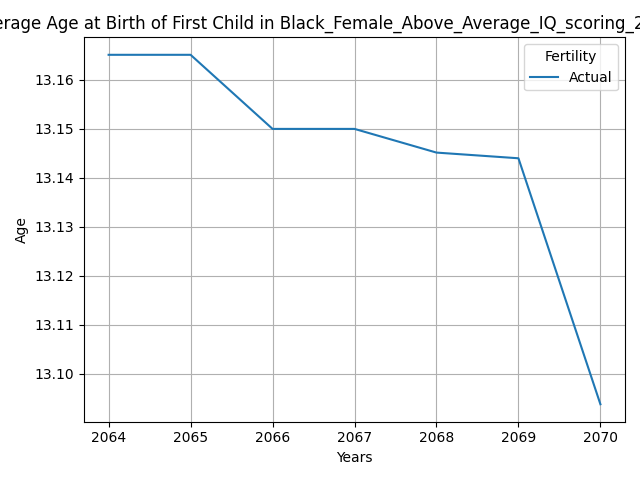 erage Age at Birth of First Child in Black_Female_Above_Average_IQ_scoring_2
Fertility
Actual
13.16
13.15
13.14
13.13
13.12
13.11
13.10
Age
2064 2065 2066 2067 2068 2069 2070
Years